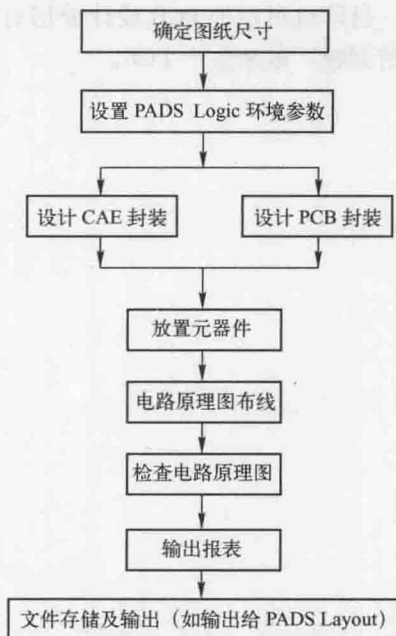 确定图纸尺寸
设置 PADS Logic 环境参数
设计 CAE 封装
设计 PCB 封装
放置元器件
电路原理图布线
检查电路原理图
输出报表
文件存储及输出（如输出给 PADS Layout）